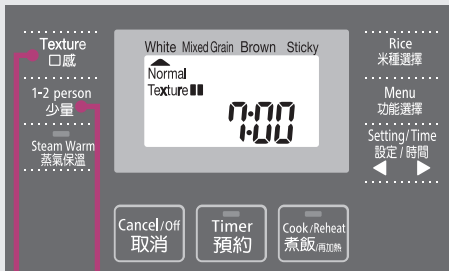 Texture
口感
1-2 person
少量
Steam Warm
蒸氣保溫
White Mixed Grain Brown Sticky
Normal
Texture
7:00
Rice
米種選擇
Menu
功能選擇
Setting/Time
設定/時間
Cancel/Off
取消
Timer
預約
Cook/Reheat
煮飯/再加熱